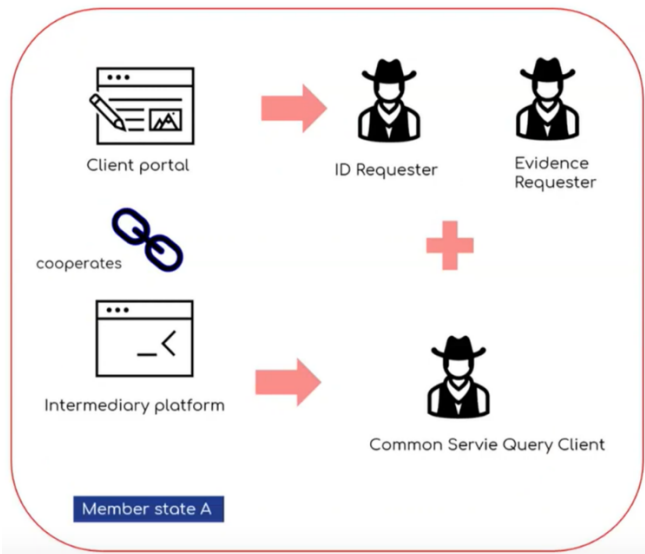 Client portal
ID Requester
Evidence
Requester
cooperates
Intermediary platform
Common Servie Query Client
Member state A